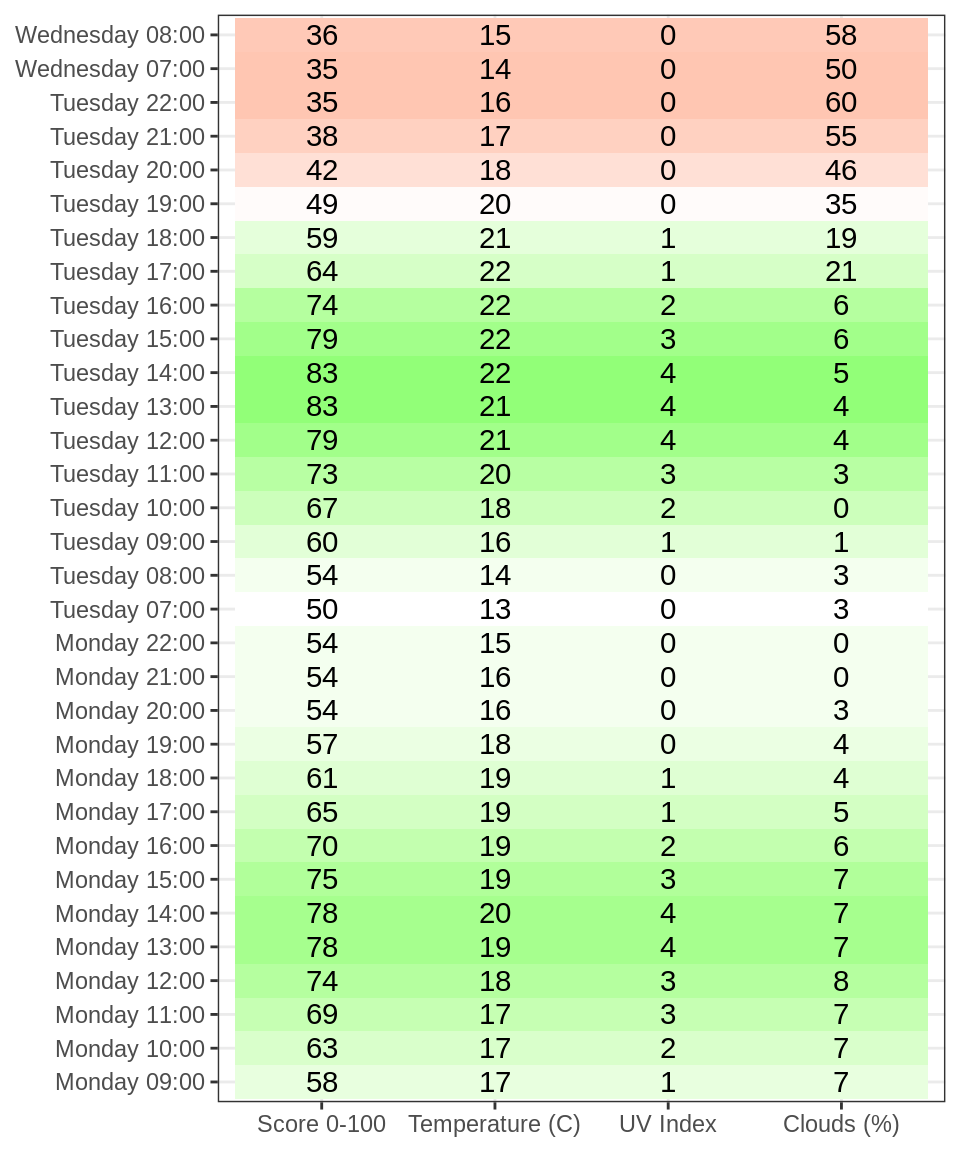 Wednesday 08:00 36 15 0 58
Wednesday 07:00 35 14 0 50
Tuesday 22:00 35 16 0 60
Tuesday 21:00 38 17 0 55
Tuesday 20:00 42 18 0 46
Tuesday 19:00 49 20 0 35
Tuesday 18:00 59 21 1 19
Tuesday 17:00 64 22 1 21
Tuesday 16:00 74 22 2 6
Tuesday 15:00 79 22 3 6
Tuesday 14:00 83 22 4 5
Tuesday 13:00 83 21 4 4
Tuesday 12:00 79 21 4 4
Tuesday 11:00 73 20 3 3
Tuesday 10:00 67 18 2 0
Tuesday 09:00 60 16 1 1
Tuesday 08:00 54 14 0 3
Tuesday 07:00 50 13 0 3
Monday 22:00 54 15 0 0
Monday 21:00 54 16 0 0
Monday 20:00 54 16 0 3
Monday 19:00 57 18 0 4
Monday 18:00 61 19 1 4
Monday 17:00 65 19 1 5
Monday 16:00 70 19 2 6
Monday 15:00 75 19 3 7
Monday 14:00 78 20 4 7
Monday 13:00 78 19 4 7
Monday 12:00 74 18 3 8
Monday 11:00 69 17 3 7
Monday 10:00 63 17 2 7
Monday 09:00 58 17 1 7
Score 0-100 Temperature (C) UV Index Clouds (%)